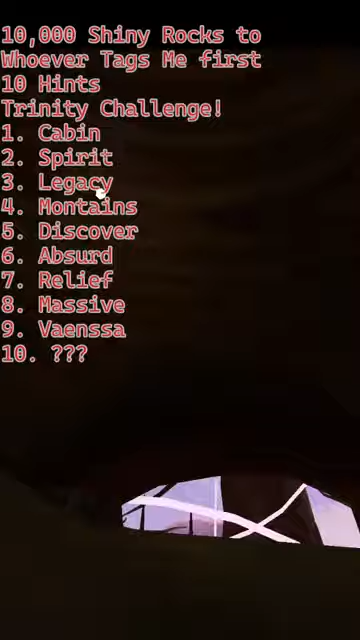 10,000 Shiny Rocks to
Whoever Tags Me first
10 Hints
Trinity Challenge!
1. Cabin
2. Spirit
3. Legacy
4. Montains
5. Discover
6. Absurd
7. Relief
8. Massive
9. Vaenssa
10. ???